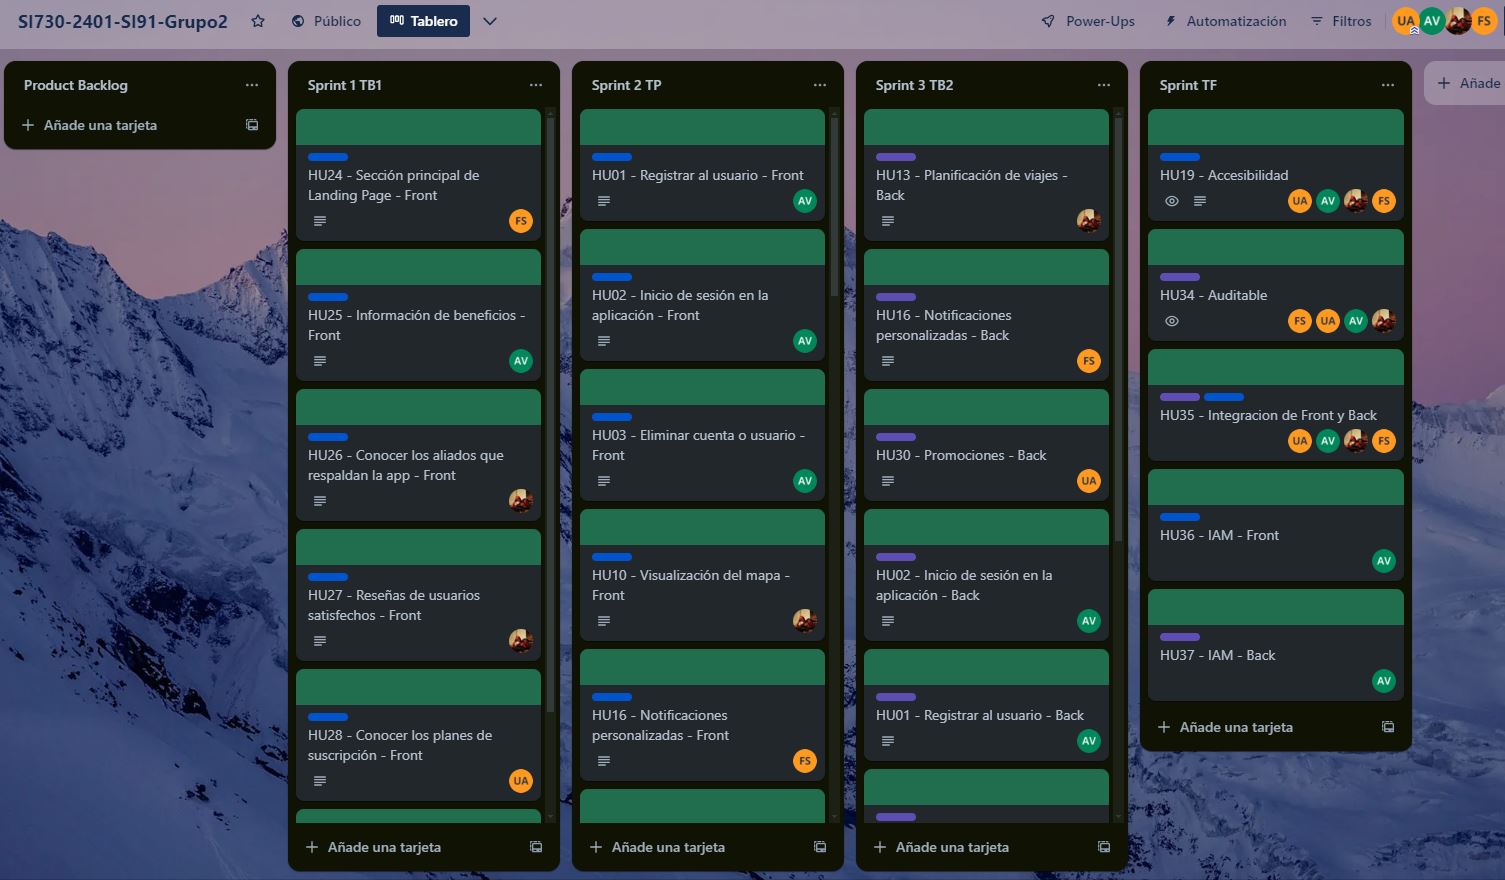 SI730-2401-SI91-Grupo2
Público
Tablero
Power-Ups
Automatización
Filtros
UA
AV
FS
Product Backlog
Añade una tarjeta
Sprint 1 TB1
HU24 - Sección principal de
Landing Page - Front
FS
HU25 - Información de beneficios -
Front
AV
HU26 - Conocer los aliados que
respaldan la app - Front
HU27 - Reseñas de usuarios
satisfechos - Front
HU28 - Conocer los planes de
suscripción - Front
UA
Añade una tarjeta
Sprint 2 TP
HU01 - Registrar al usuario - Front
AV
HU02 - Inicio de sesión en la
aplicación - Front
AV
HU03 - Eliminar cuenta o usuario -
Front
AV
HU10 - Visualización del mapa -
Front
HU16 - Notificaciones
personalizadas - Front
FS
Añade una tarjeta
Sprint 3 TB2
HU13 - Planificación de viajes -
Back
HU16 - Notificaciones
personalizadas - Back
FS
HU30 - Promociones - Back
UA
HU02 - Inicio de sesión en la
aplicación - Back
AV
HU01 - Registrar al usuario - Back
AV
Añade una tarjeta
Sprint TF
HU19 - Accesibilidad
UA AV FS
HU34 - Auditable
FS UA AV
HU35 - Integracion de Front y Back
UA AV FS
HU36 - IAM - Front
AV
HU37 - IAM - Back
AV
Añade una tarjeta
Añade